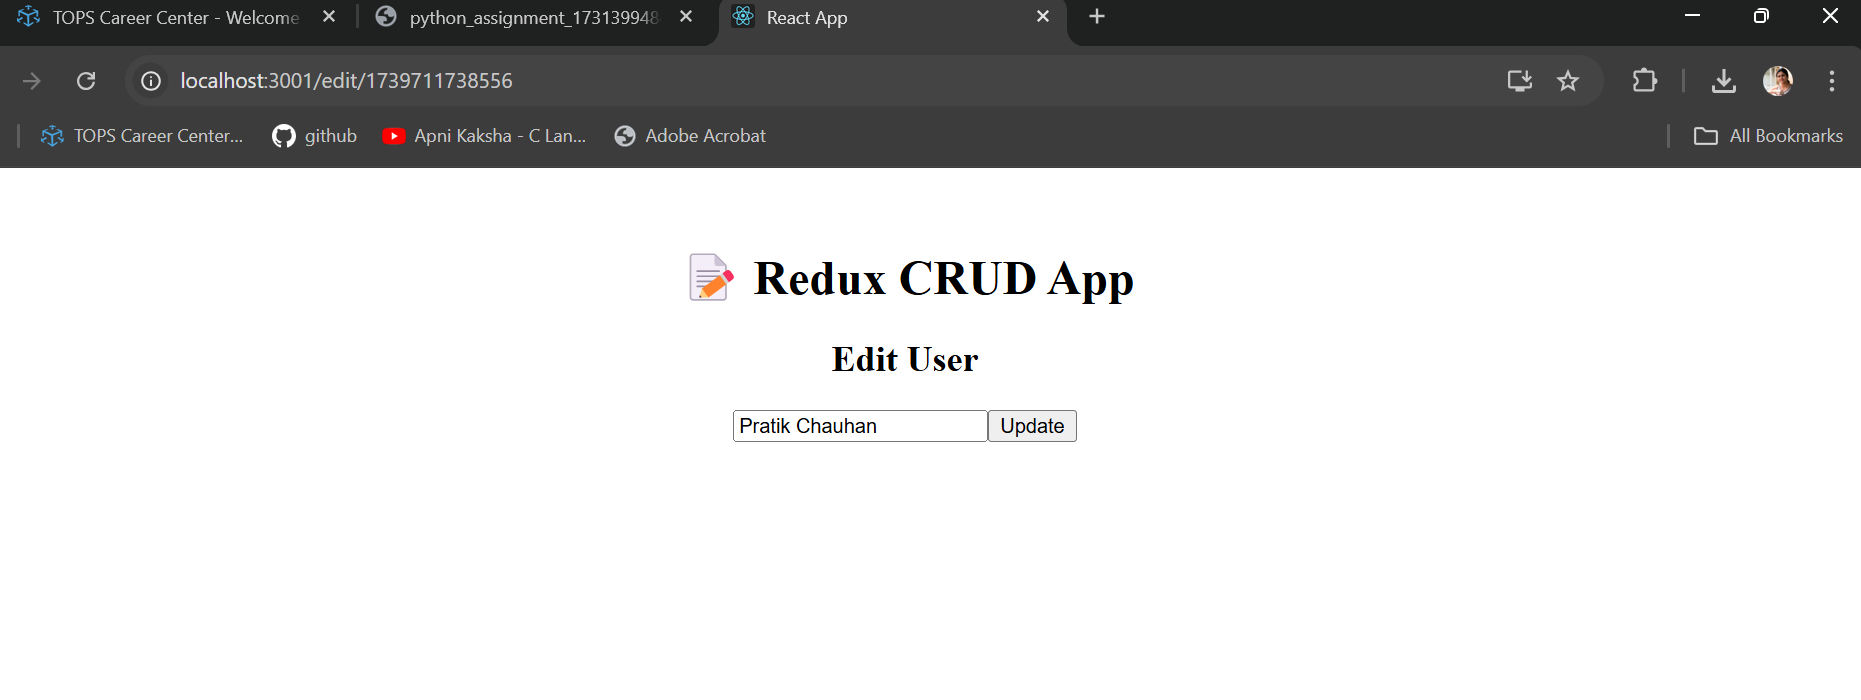 TOPS Career Center - Welcome
python_assignment_173139948
React App
localhost:3001/edit/1739711738556
TOPS Career Center...
github
Apni Kaksha - C Lan...
Adobe Acrobat
All Bookmarks
Redux CRUD App
Edit User
Pratik Chauhan
Update